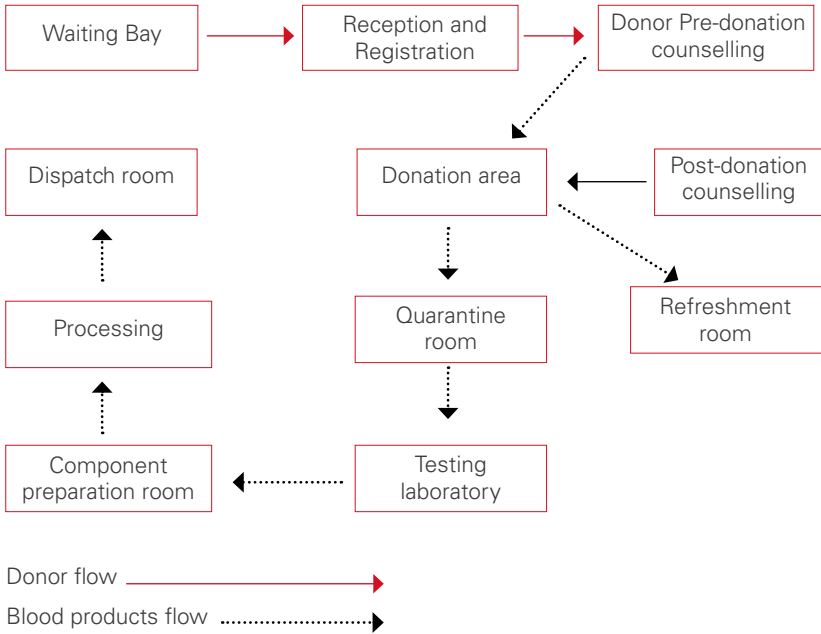 Waiting Bay
Reception and
Registration
Donor Pre-donation
counselling
Dispatch room
Donation area
Post-donation
counselling
Processing
Quarantine
room
Refreshment
room
Component
preparation room
Testing
laboratory
Donor flow
Blood products flow